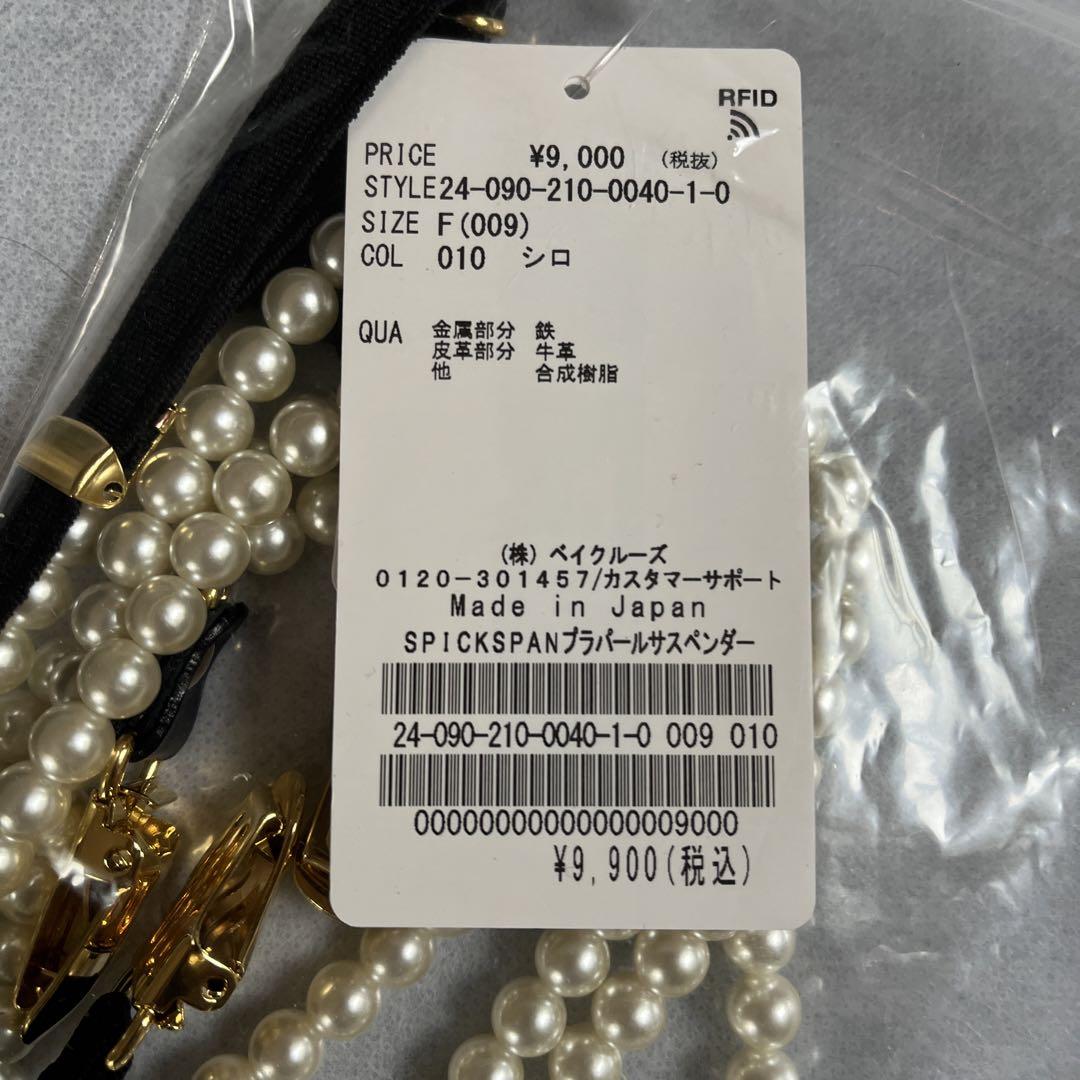 RFID
PRICE ¥9,000 (税抜)
STYLE24-090-210-0040-1-0
SIZE F(009)
COL 010 シロ
QUA 金属部分 鉄
皮革部分 牛革
他 合成樹脂
(株)ベイクルーズ
0120-301457/カスタマーサポート
Made in Japan
SPICKSPANプラパールサスペンダー
24-090-210-0040-1-0 009 010
00000000000000009000
¥9,900(税込)